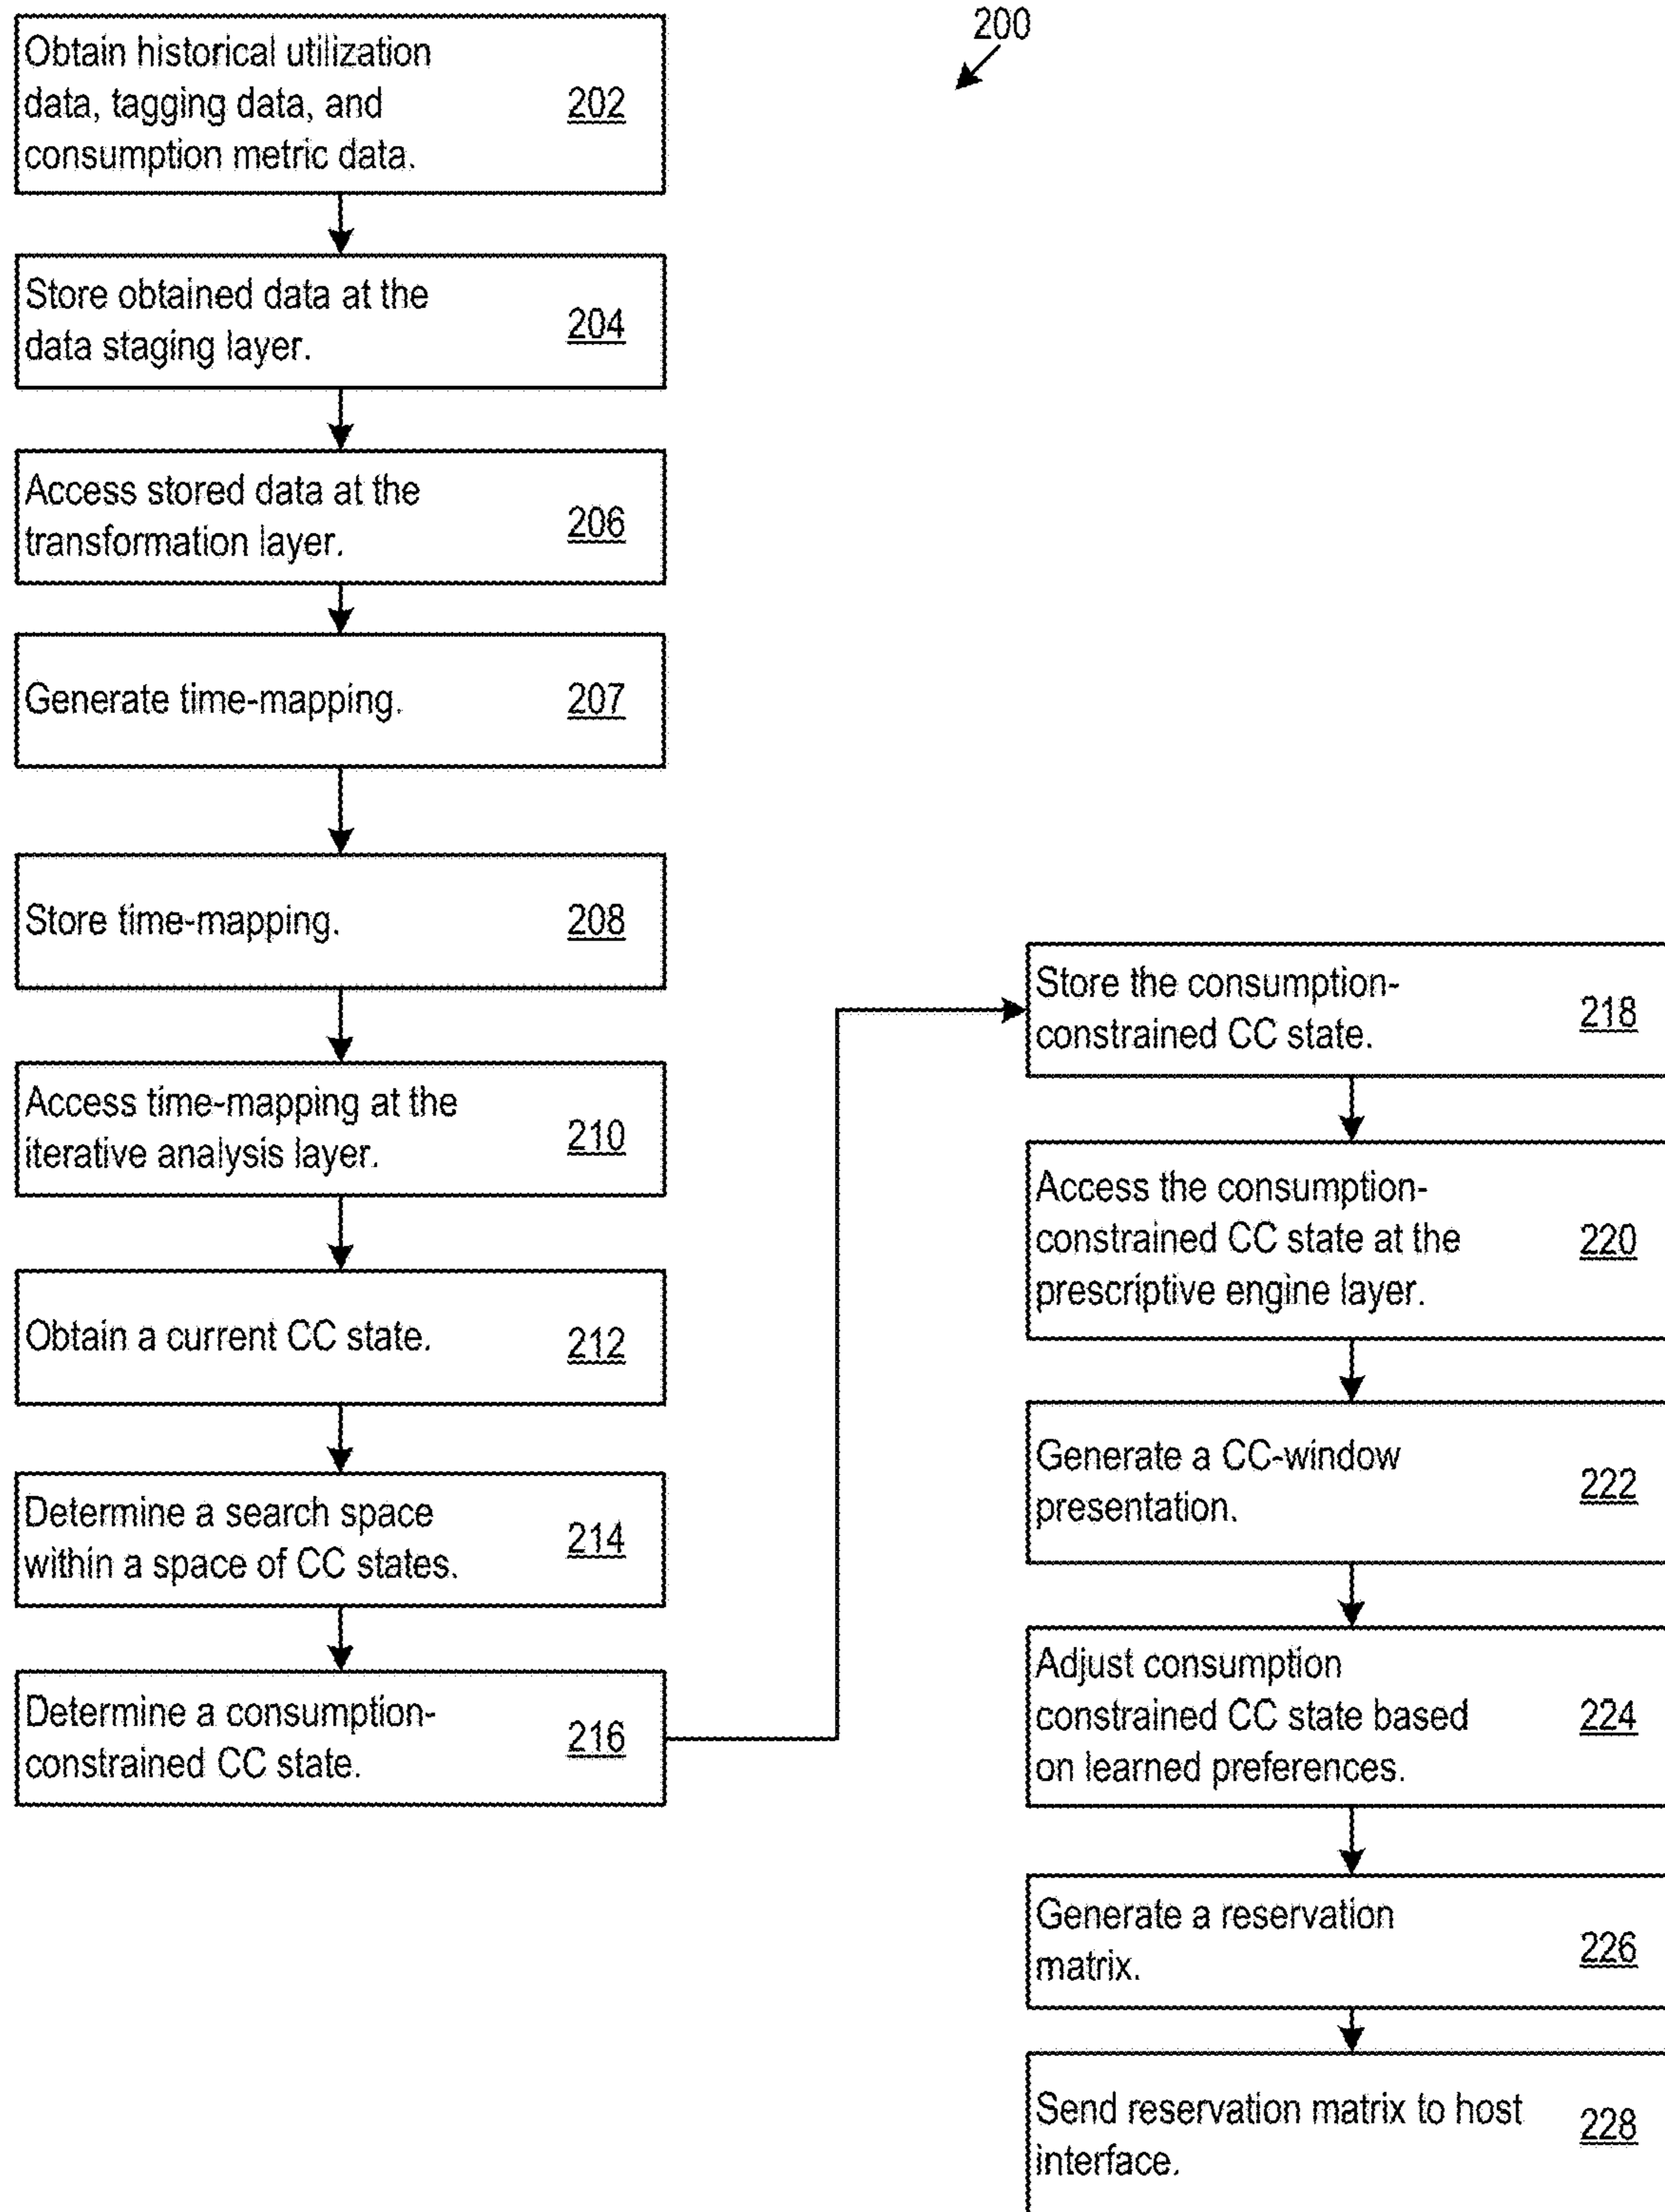 200
Obtain historical utilization
data, tagging data, and
consumption metric data.
202
Store obtained data at the
data staging layer.
204
Access stored data at the
transformation layer.
206
Generate time-mapping.
207
Store time-mapping.
208
Access time-mapping at the
iterative analysis layer.
210
Obtain a current CC state.
212
Determine a search space
within a space of CC states.
214
Determine a consumption-
constrained CC state.
216
Store the consumption-
constrained CC state.
218
Access the consumption-
constrained CC state at the
prescriptive engine layer.
220
Generate a CC-window
presentation.
222
Adjust consumption
constrained CC state based
on learned preferences.
224
Generate a reservation
matrix.
226
Send reservation matrix to host
interface.
228